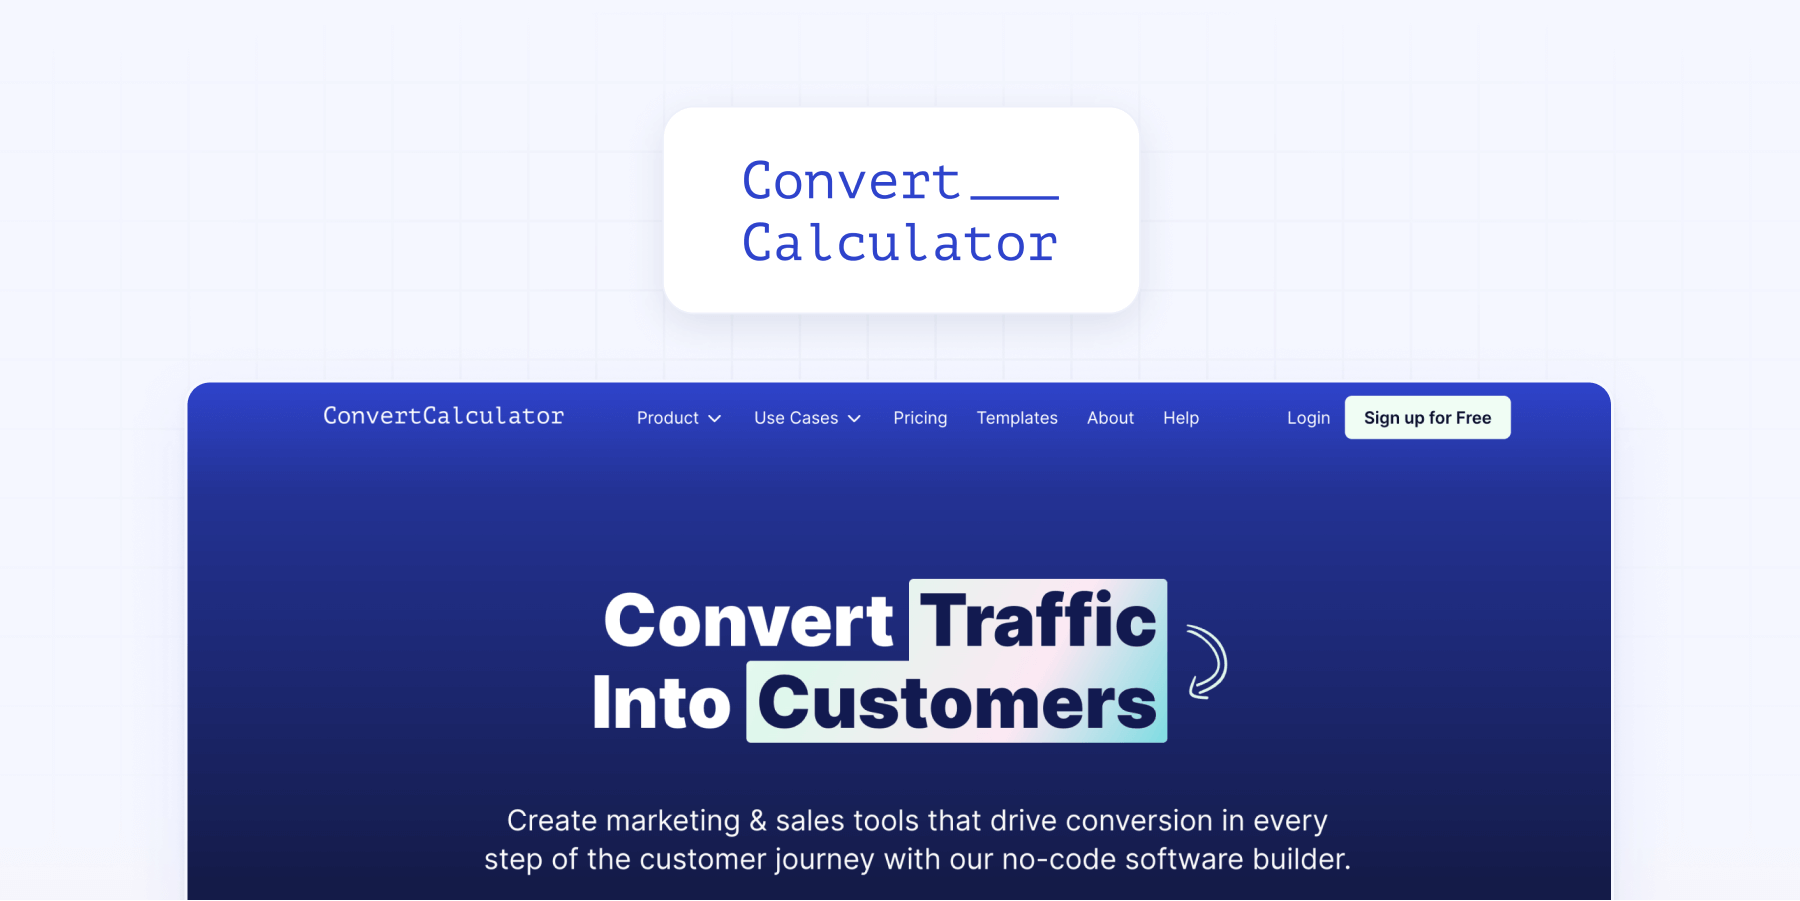 Convert
Calculator
ConvertCalculator Product Use Cases Pricing Templates About Help Login Sign up for Free
Convert Traffic
Into Customers
Create marketing & sales tools that drive conversion in every
step of the customer journey with our no-code software builder.